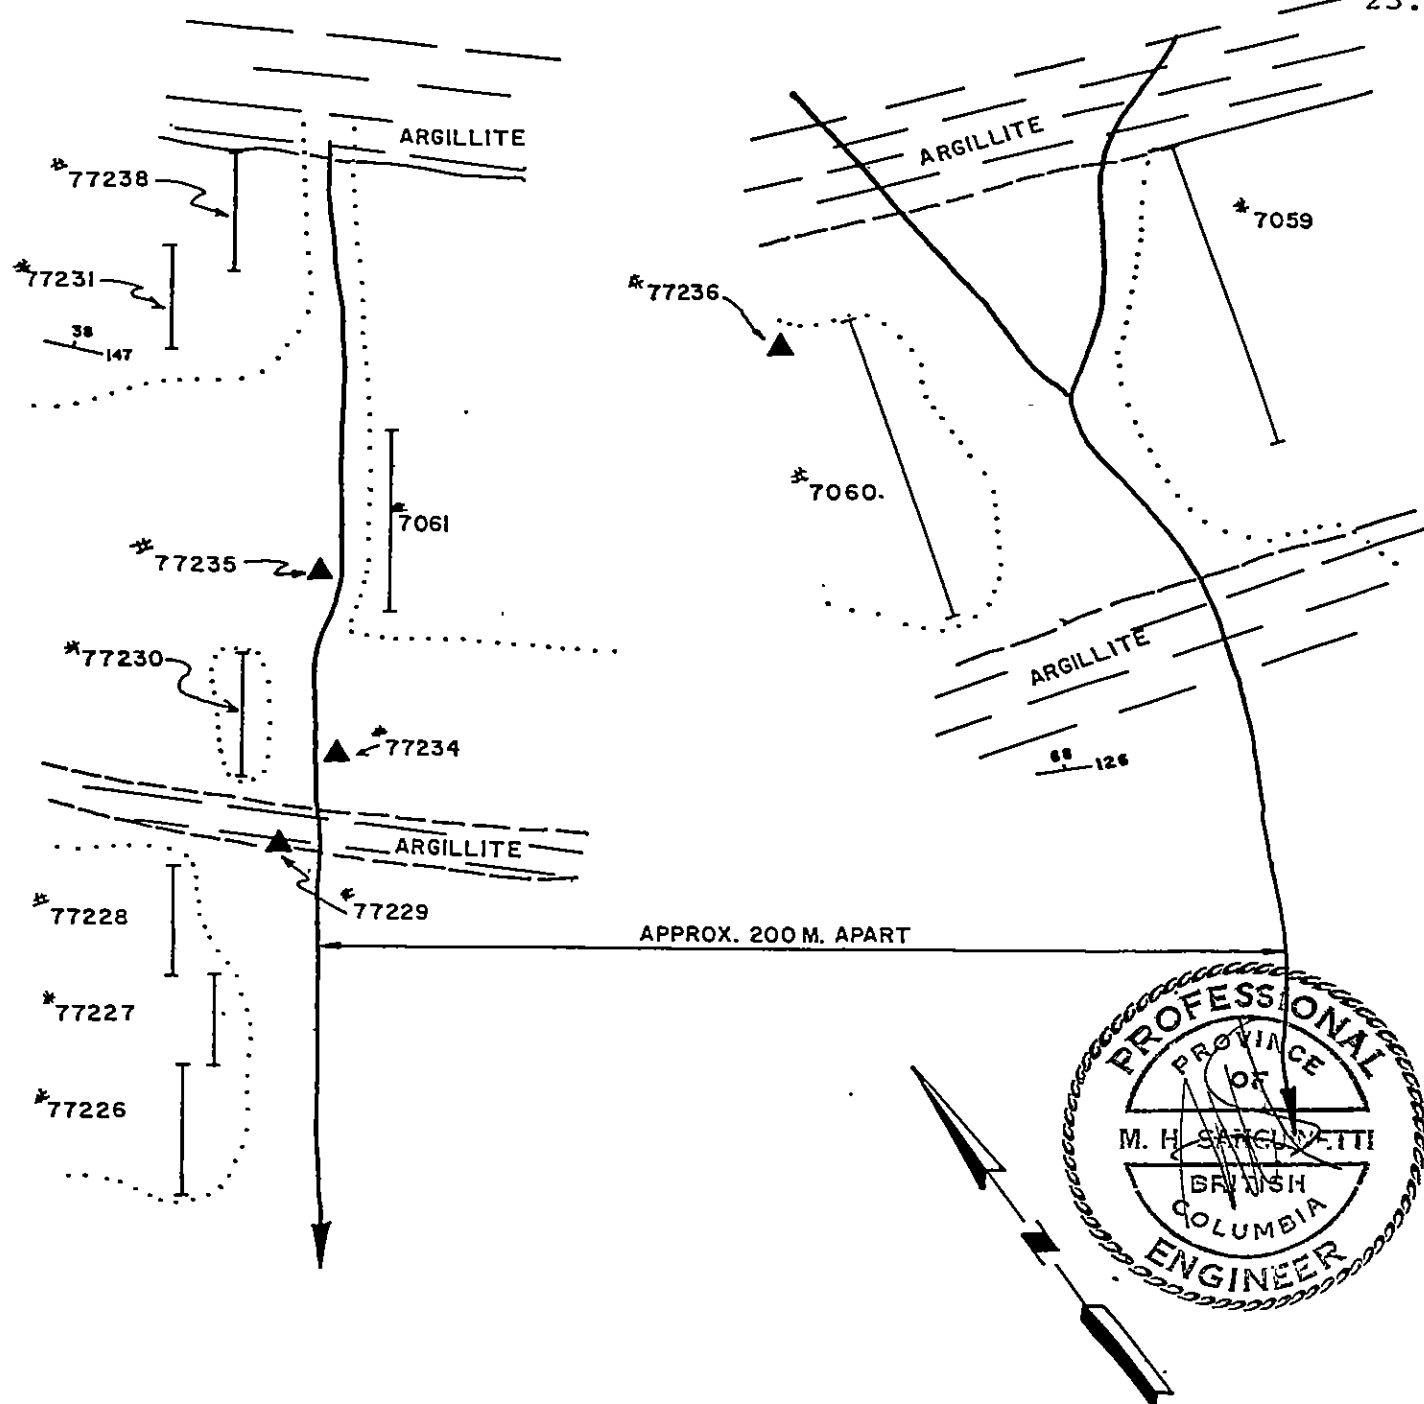 23.
ARGILLITE
#77238
#77231
38
147
#7061
#77235
#77230
#77234
ARGILLITE
#77229
#77228
#77227
#77226
ARGILLITE
#7059
#77236
#7060.
ARGILLITE
68
126
APPROX. 200 M. APART
N
PROFESSIONAL
PROVINCE
OF
M. H.
BRITISH
COLUMBIA
ENGINEER